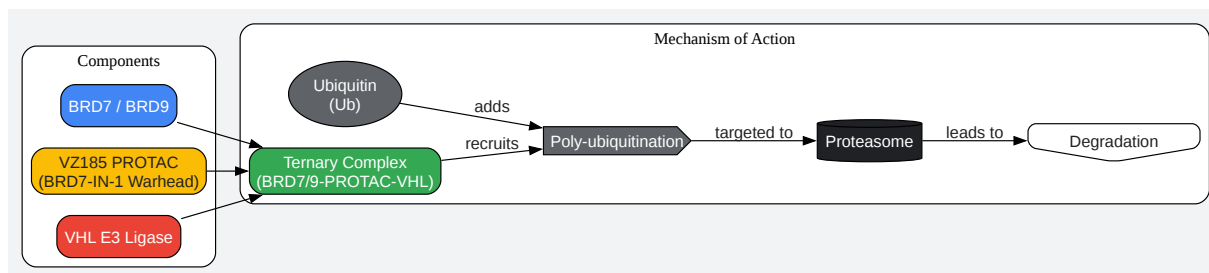 Components
BRD7 / BRD9
VZ185 PROTAC
(BRD7-IN-1 Warhead)
VHL E3 Ligase
Mechanism of Action
Ubiquitin
(Ub)
adds
Ternary Complex
(BRD7/9-PROTAC-VHL)
recruits
Poly-ubiquitination
targeted to
Proteasome
leads to
Degradation